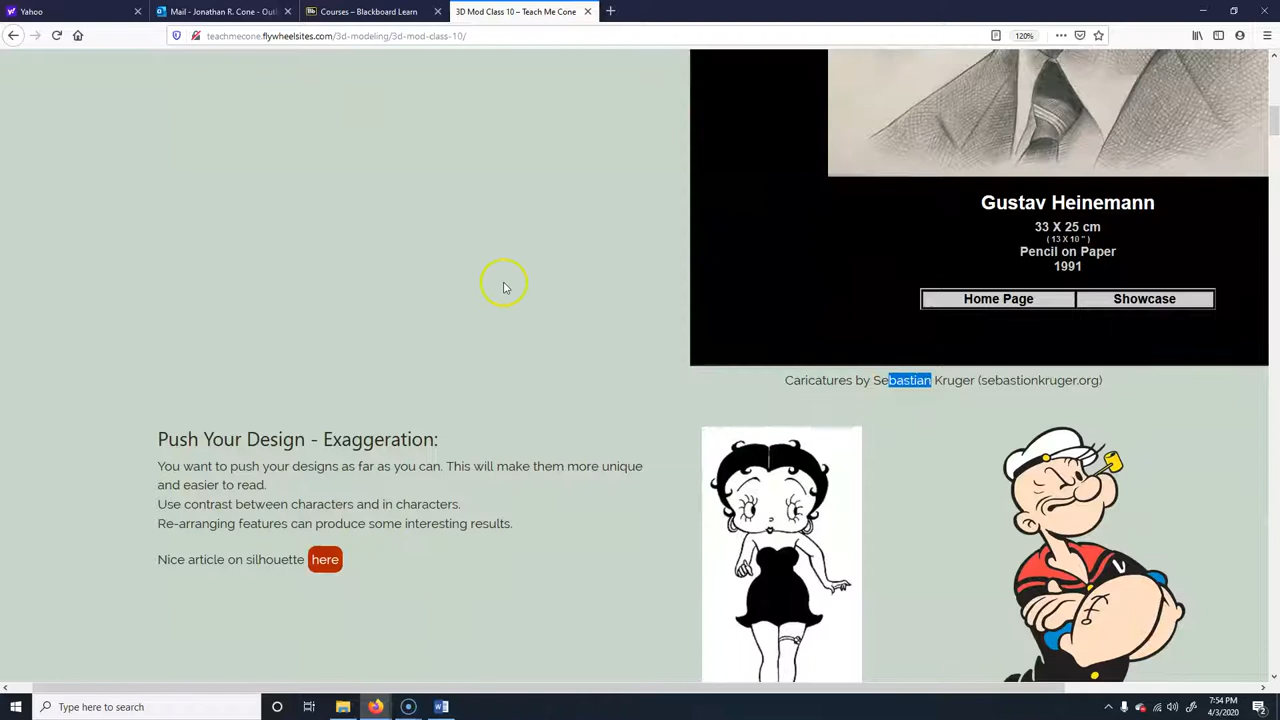 Yahoo
Mail - Jonathan R. Cone - Outl
Courses – Blackboard Learn
3D Mod Class 10 – Teach Me Cone
teachmecone.flywheelsites.com/3d-modeling/3d-mod-class-10/
120%
Gustav Heinemann
33 X 25 cm
( 13 X 10 " )
Pencil on Paper
1991
Home Page
Showcase
Caricatures by Sebastian Kruger (sebastionkruger.org)
Push Your Design - Exaggeration:
You want to push your designs as far as you can. This will make them more unique
and easier to read.
Use contrast between characters and in characters.
Re-arranging features can produce some interesting results.
Nice article on silhouette here
Type here to search
7:54 PM
4/3/2020
2